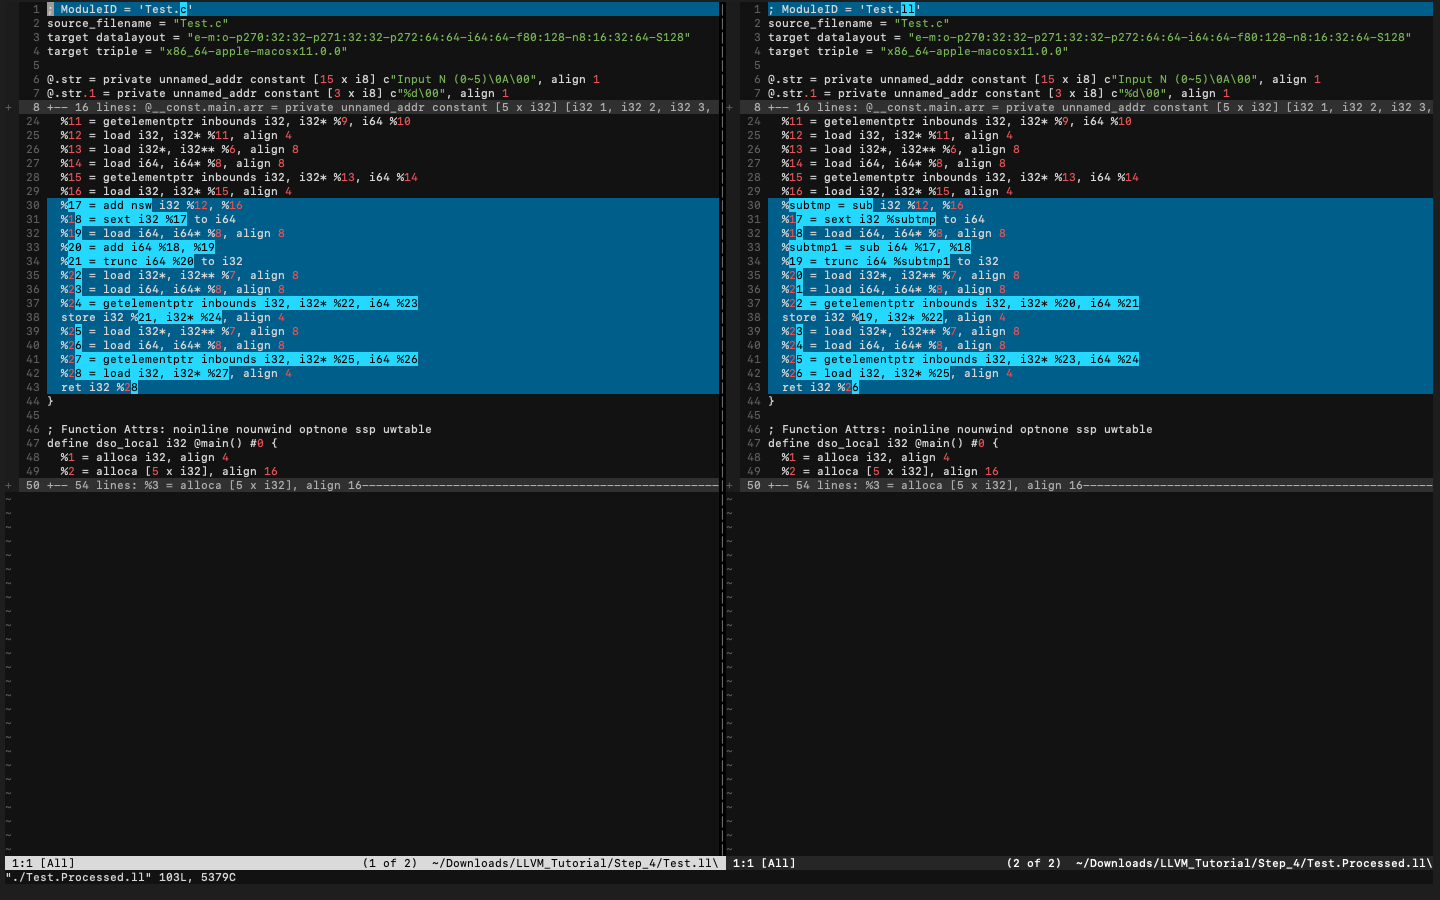 1 ; ModuleID = 'Test.c'
2 source_filename = "Test.c"
3 target datalayout = "e-m:o-p270:32:32-p271:32:32-p272:64:64-i64:64-f80:128-n8:16:32:64-S128"
4 target triple = "x86_64-apple-macosx11.0.0"
5
6 @.str = private unnamed_addr constant [15 x i8] c"Input N (0~5)\0A\00", align 1
7 @.str.1 = private unnamed_addr constant [3 x i8] c"%d\00", align 1
+ 8 +-- 16 lines: @__const.main.arr = private unnamed_addr constant [5 x i32] [i32 1, i32 2, i32 3,
24 %11 = getelementptr inbounds i32, i32* %9, i64 %10
25 %12 = load i32, i32* %11, align 4
26 %13 = load i32*, i32** %6, align 8
27 %14 = load i64, i64* %8, align 8
28 %15 = getelementptr inbounds i32, i32* %13, i64 %14
29 %16 = load i32, i32* %15, align 4
30 %17 = add nsw i32 %12, %16
31 %18 = sext i32 %17 to i64
32 %19 = load i64, i64* %8, align 8
33 %20 = add i64 %18, %19
34 %21 = trunc i64 %20 to i32
35 %22 = load i32*, i32** %7, align 8
36 %23 = load i64, i64* %8, align 8
37 %24 = getelementptr inbounds i32, i32* %22, i64 %23
38 store i32 %21, i32* %24, align 4
39 %25 = load i32*, i32** %7, align 8
40 %26 = load i64, i64* %8, align 8
41 %27 = getelementptr inbounds i32, i32* %25, i64 %26
42 %28 = load i32, i32* %27, align 4
43 ret i32 %28
44 }
45
46 ; Function Attrs: noinline nounwind optnone ssp uwtable
47 define dso_local i32 @main() #0 {
48 %1 = alloca i32, align 4
49 %2 = alloca [5 x i32], align 16
+ 50 +-- 54 lines: %3 = alloca [5 x i32], align 16---------------------------------------------------
1:1 [All] (1 of 2) ~/Downloads/LLVM_Tutorial/Step_4/Test.ll\
1 ; ModuleID = 'Test.ll'
2 source_filename = "Test.c"
3 target datalayout = "e-m:o-p270:32:32-p271:32:32-p272:64:64-i64:64-f80:128-n8:16:32:64-S128"
4 target triple = "x86_64-apple-macosx11.0.0"
5
6 @.str = private unnamed_addr constant [15 x i8] c"Input N (0~5)\0A\00", align 1
7 @.str.1 = private unnamed_addr constant [3 x i8] c"%d\00", align 1
+ 8 +-- 16 lines: @__const.main.arr = private unnamed_addr constant [5 x i32] [i32 1, i32 2, i32 3,
24 %11 = getelementptr inbounds i32, i32* %9, i64 %10
25 %12 = load i32, i32* %11, align 4
26 %13 = load i32*, i32** %6, align 8
27 %14 = load i64, i64* %8, align 8
28 %15 = getelementptr inbounds i32, i32* %13, i64 %14
29 %16 = load i32, i32* %15, align 4
30 %subtmp = sub i32 %12, %16
31 %17 = sext i32 %subtmp to i64
32 %18 = load i64, i64* %8, align 8
33 %subtmp1 = sub i64 %17, %18
34 %19 = trunc i64 %subtmp1 to i32
35 %20 = load i32*, i32** %7, align 8
36 %21 = load i64, i64* %8, align 8
37 %22 = getelementptr inbounds i32, i32* %20, i64 %21
38 store i32 %19, i32* %22, align 4
39 %23 = load i32*, i32** %7, align 8
40 %24 = load i64, i64* %8, align 8
41 %25 = getelementptr inbounds i32, i32* %23, i64 %24
42 %26 = load i32, i32* %25, align 4
43 ret i32 %26
44 }
45
46 ; Function Attrs: noinline nounwind optnone ssp uwtable
47 define dso_local i32 @main() #0 {
48 %1 = alloca i32, align 4
49 %2 = alloca [5 x i32], align 16
+ 50 +-- 54 lines: %3 = alloca [5 x i32], align 16--------------------------------------------------
1:1 [All] (2 of 2) ~/Downloads/LLVM_Tutorial/Step_4/Test.Processed.ll\
"./Test.Processed.ll" 103L, 5379C